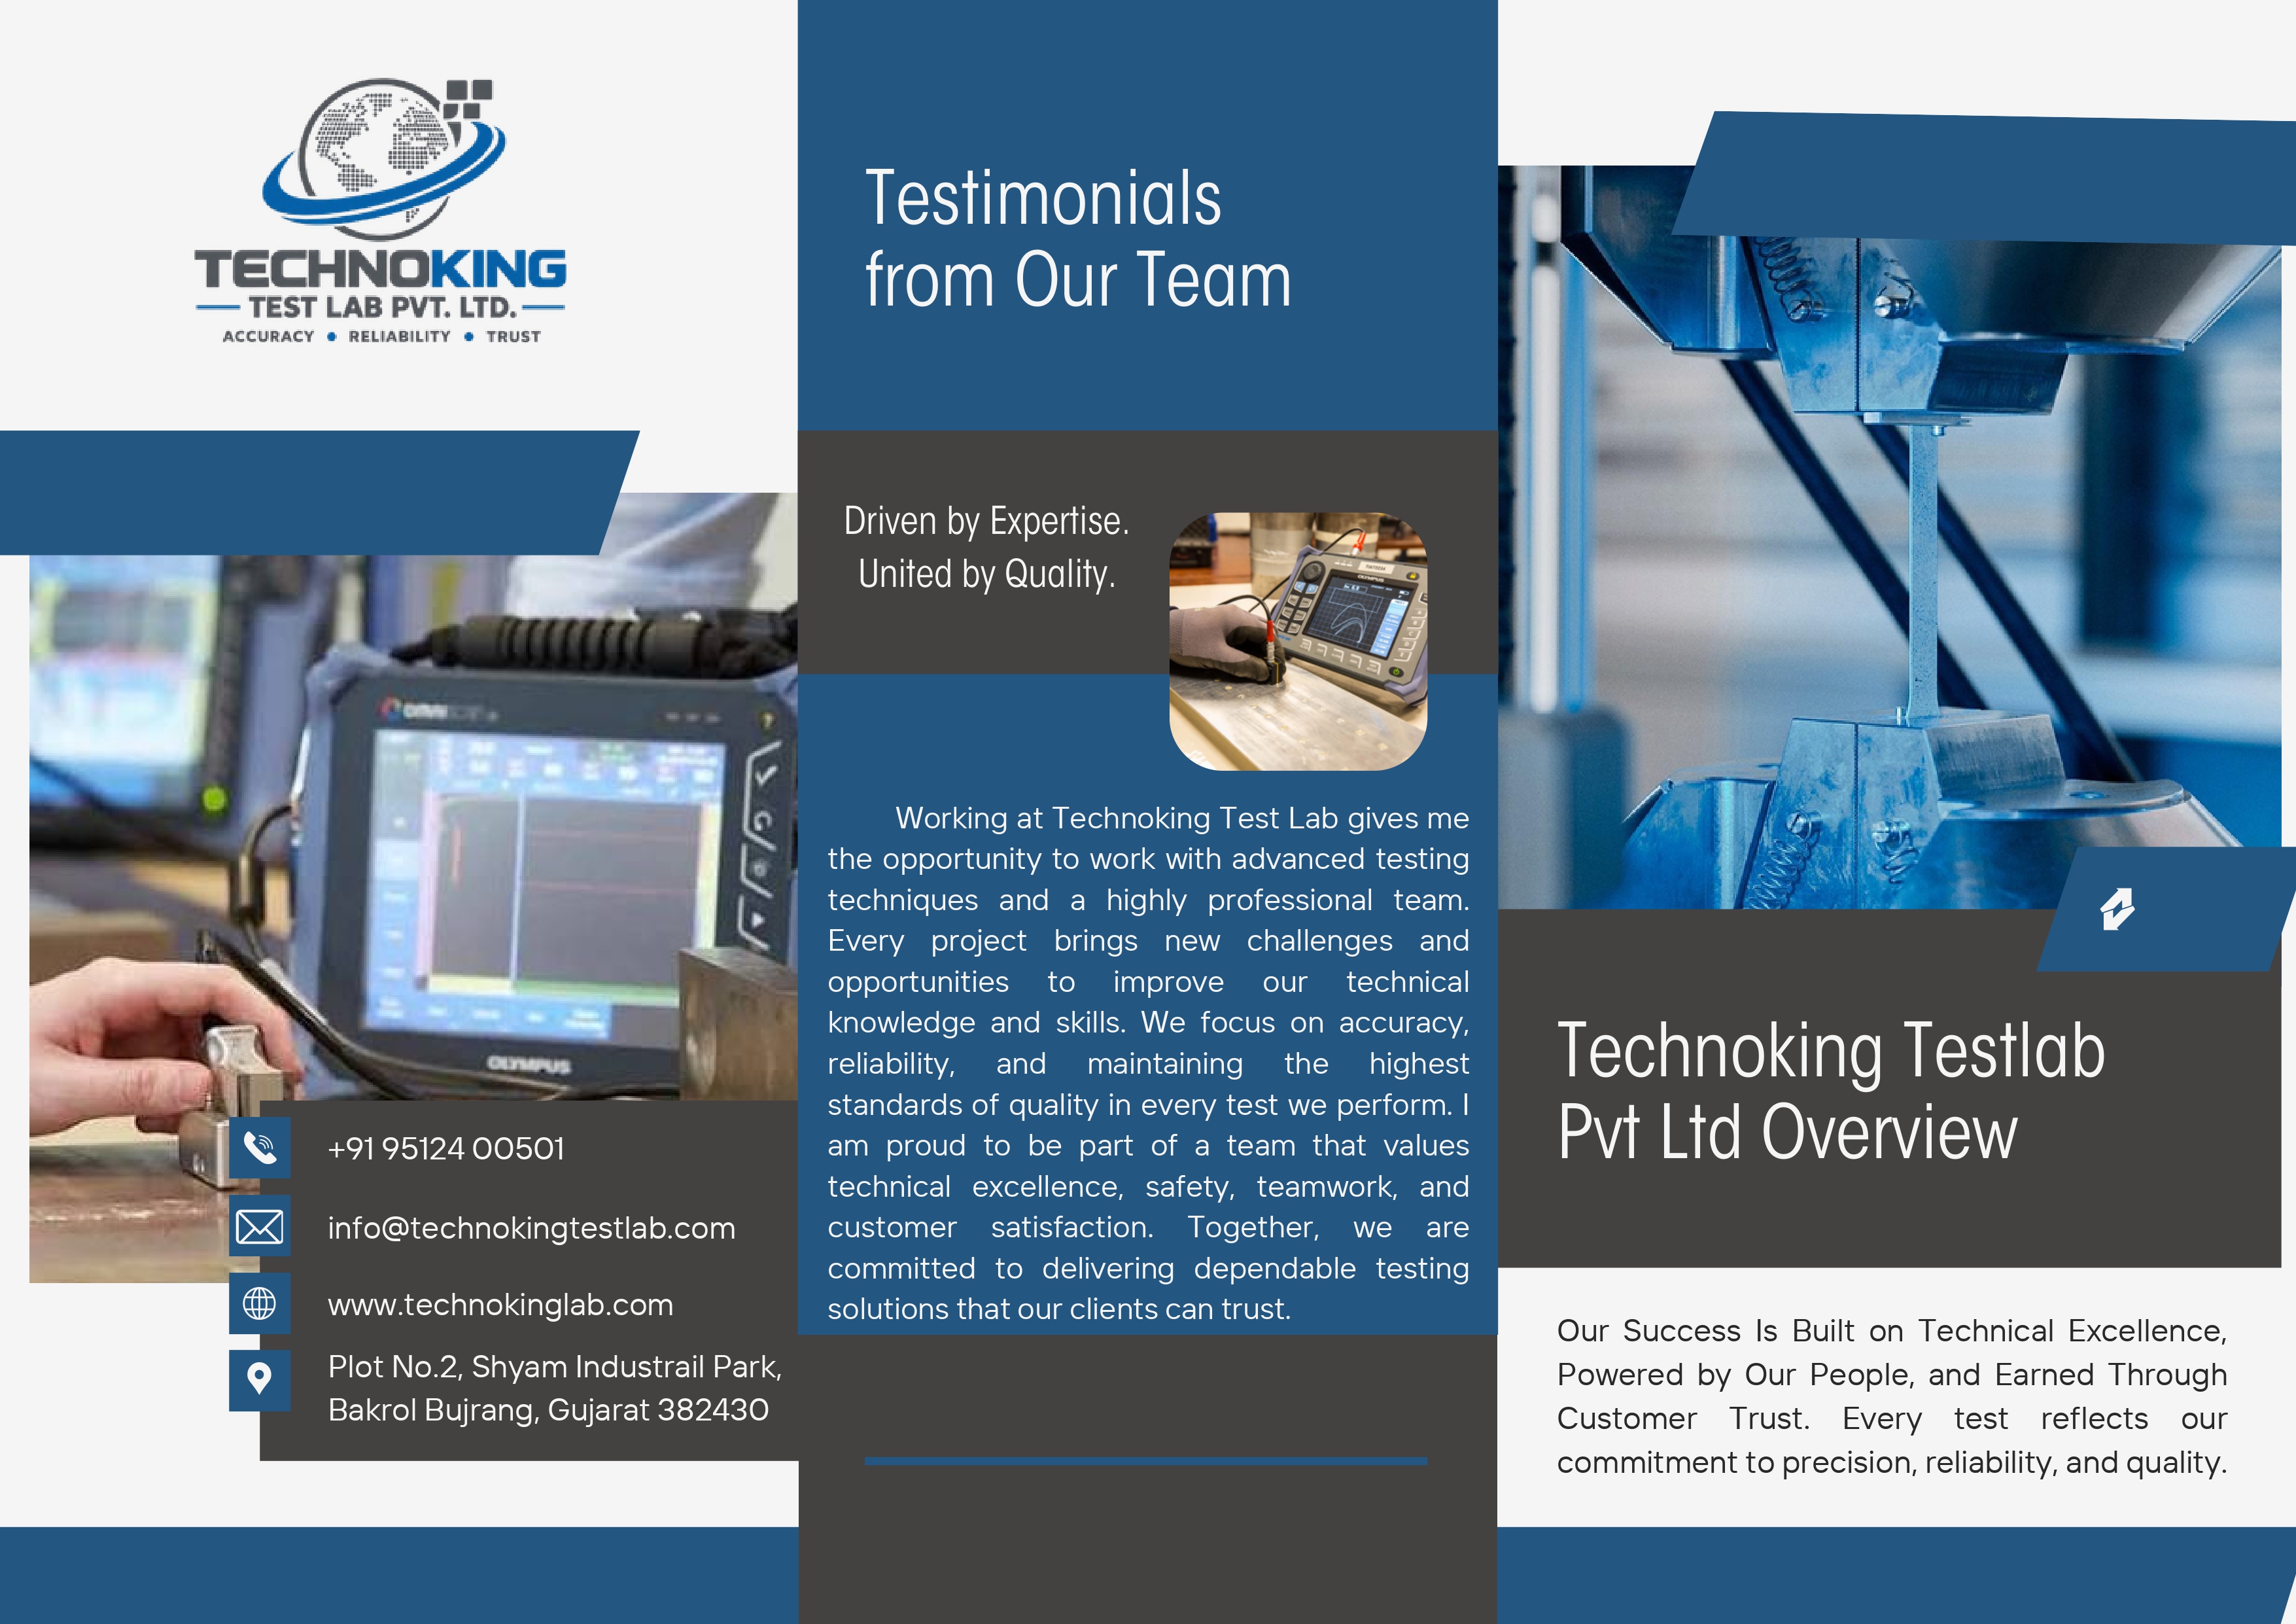 TECHNOKING
TEST LAB PVT. LTD.
ACCURACY • RELIABILITY • TRUST
OLYMPUS
+91 95124 00501
info@technokingtestlab.com
www.technokinglab.com
Plot No.2, Shyam Industrail Park,
Bakrol Bujrang, Gujarat 382430
Testimonials
from Our Team
Driven by Expertise.
United by Quality.
OLYMPUS
Working at Technoking Test Lab gives me
the opportunity to work with advanced testing
techniques and a highly professional team.
Every project brings new challenges and
opportunities to improve our technical
knowledge and skills. We focus on accuracy,
reliability, and maintaining the highest
standards of quality in every test we perform. I
am proud to be part of a team that values
technical excellence, safety, teamwork, and
customer satisfaction. Together, we are
committed to delivering dependable testing
solutions that our clients can trust.
Technoking Testlab
Pvt Ltd Overview
Our Success Is Built on Technical Excellence,
Powered by Our People, and Earned Through
Customer Trust. Every test reflects our
commitment to precision, reliability, and quality.